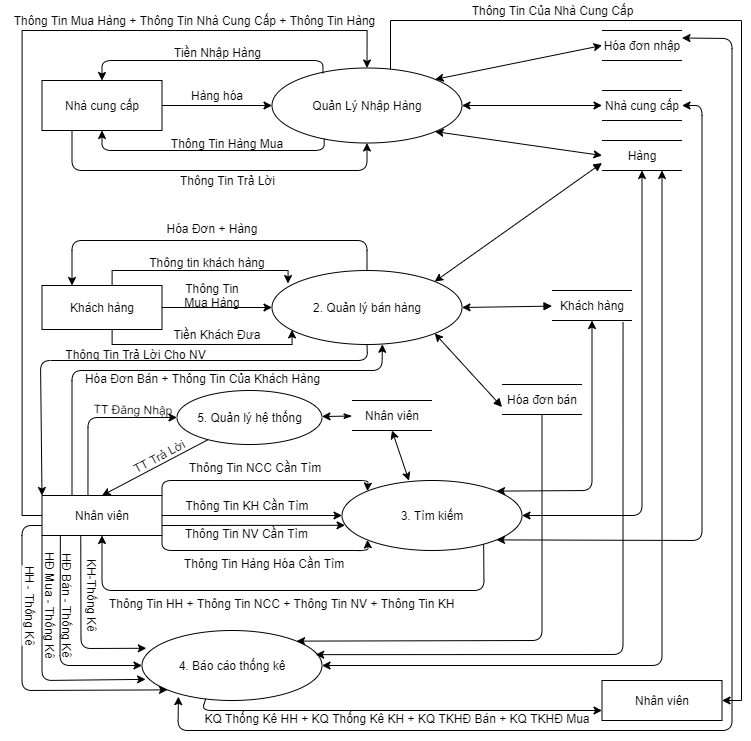 Thông Tin Của Nhà Cung Cấp
Thông Tin Mua Hàng + Thông Tin Nhà Cung Cấp + Thông Tin Hàng
Hóa đơn nhập
Tiền Nhập Hàng
Nhà cung cấp
Hàng hóa
Quản Lý Nhập Hàng
Nhà cung cấp
Thông Tin Hàng Mua
Hàng
Thông Tin Trả Lời
Hóa Đơn + Hàng
Thông tin khách hàng
Khách hàng
Thông Tin
Mua Hàng
2. Quản lý bán hàng
Khách hàng
Tiền Khách Đưa
Thông Tin Trả Lời Cho NV
Hóa Đơn Bán + Thông Tin Của Khách Hàng
Hóa đơn bán
TT Đăng Nhập
5. Quản lý hệ thống
Nhân viên
TT Trả Lời
Thông Tin NCC Cần Tìm
Nhân viên
Thông Tin KH Cần Tìm
3. Tìm kiếm
Thông Tin NV Cần Tìm
Thông Tin Hàng Hóa Cần Tìm
HH - Thống Kê
HĐ Mua - Thống Kê
HĐ Bán - Thống Kê
KH-Thống Kê
Thông Tin HH + Thông Tin NCC + Thông Tin NV + Thông Tin KH
4. Báo cáo thống kê
Nhân viên
KQ Thống Kê HH + KQ Thống Kê KH + KQ TKHĐ Bán + KQ TKHĐ Mua